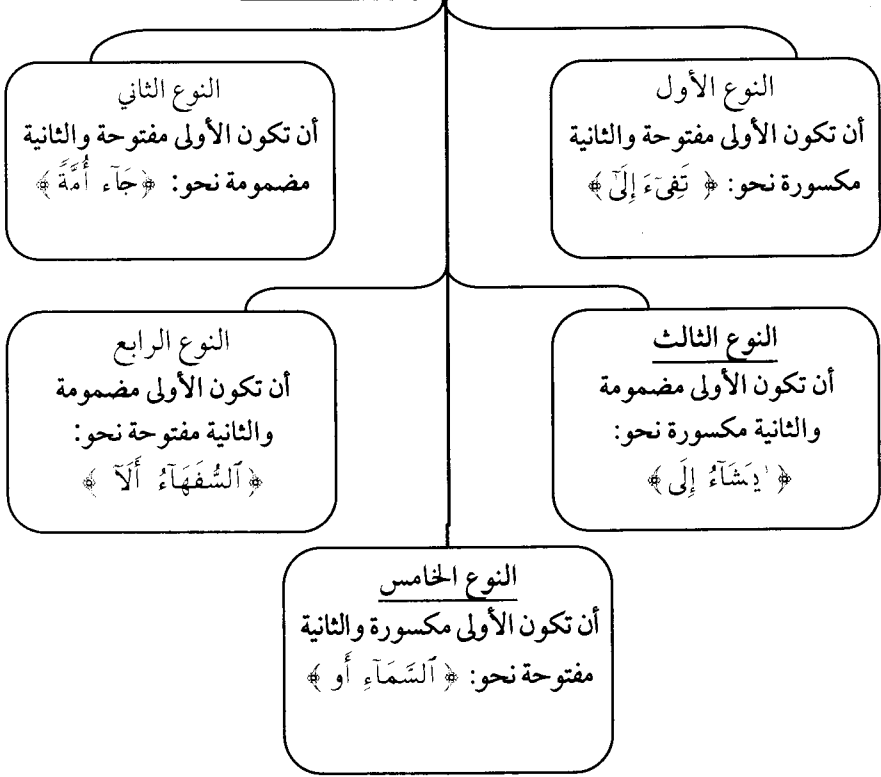 النوع الأول
أن تكون الأولى مفتوحة والثانية
مكسورة نحو: ﴿ تَفِىٓءَ إِلَىٰٓ ﴾
النوع الثاني
أن تكون الأولى مفتوحة والثانية
مضمومة نحو: ﴿جَآءَ أُمَّةً ﴾
النوع الثالث
أن تكون الأولى مضمومة
والثانية مكسورة نحو:
﴿ يَشَآءُ إِلَى ﴾
النوع الرابع
أن تكون الأولى مضمومة
والثانية مفتوحة نحو:
﴿ ٱلسُّفَهَآءُ أَلَآ ﴾
النوع الخامس
أن تكون الأولى مكسورة والثانية
مفتوحة نحو: ﴿ ٱلسَّمَآءِ أَو ﴾